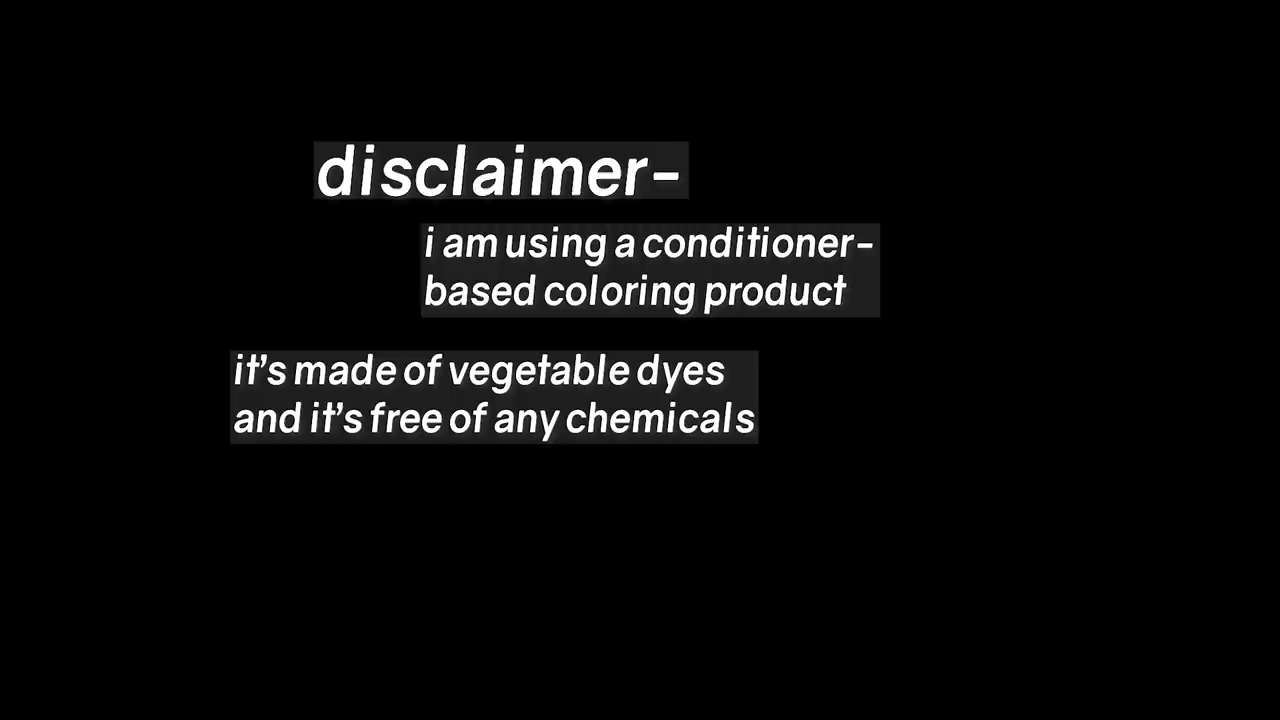 disclaimer-
i am using a conditioner-
based coloring product
it's made of vegetable dyes
and it's free of any chemicals